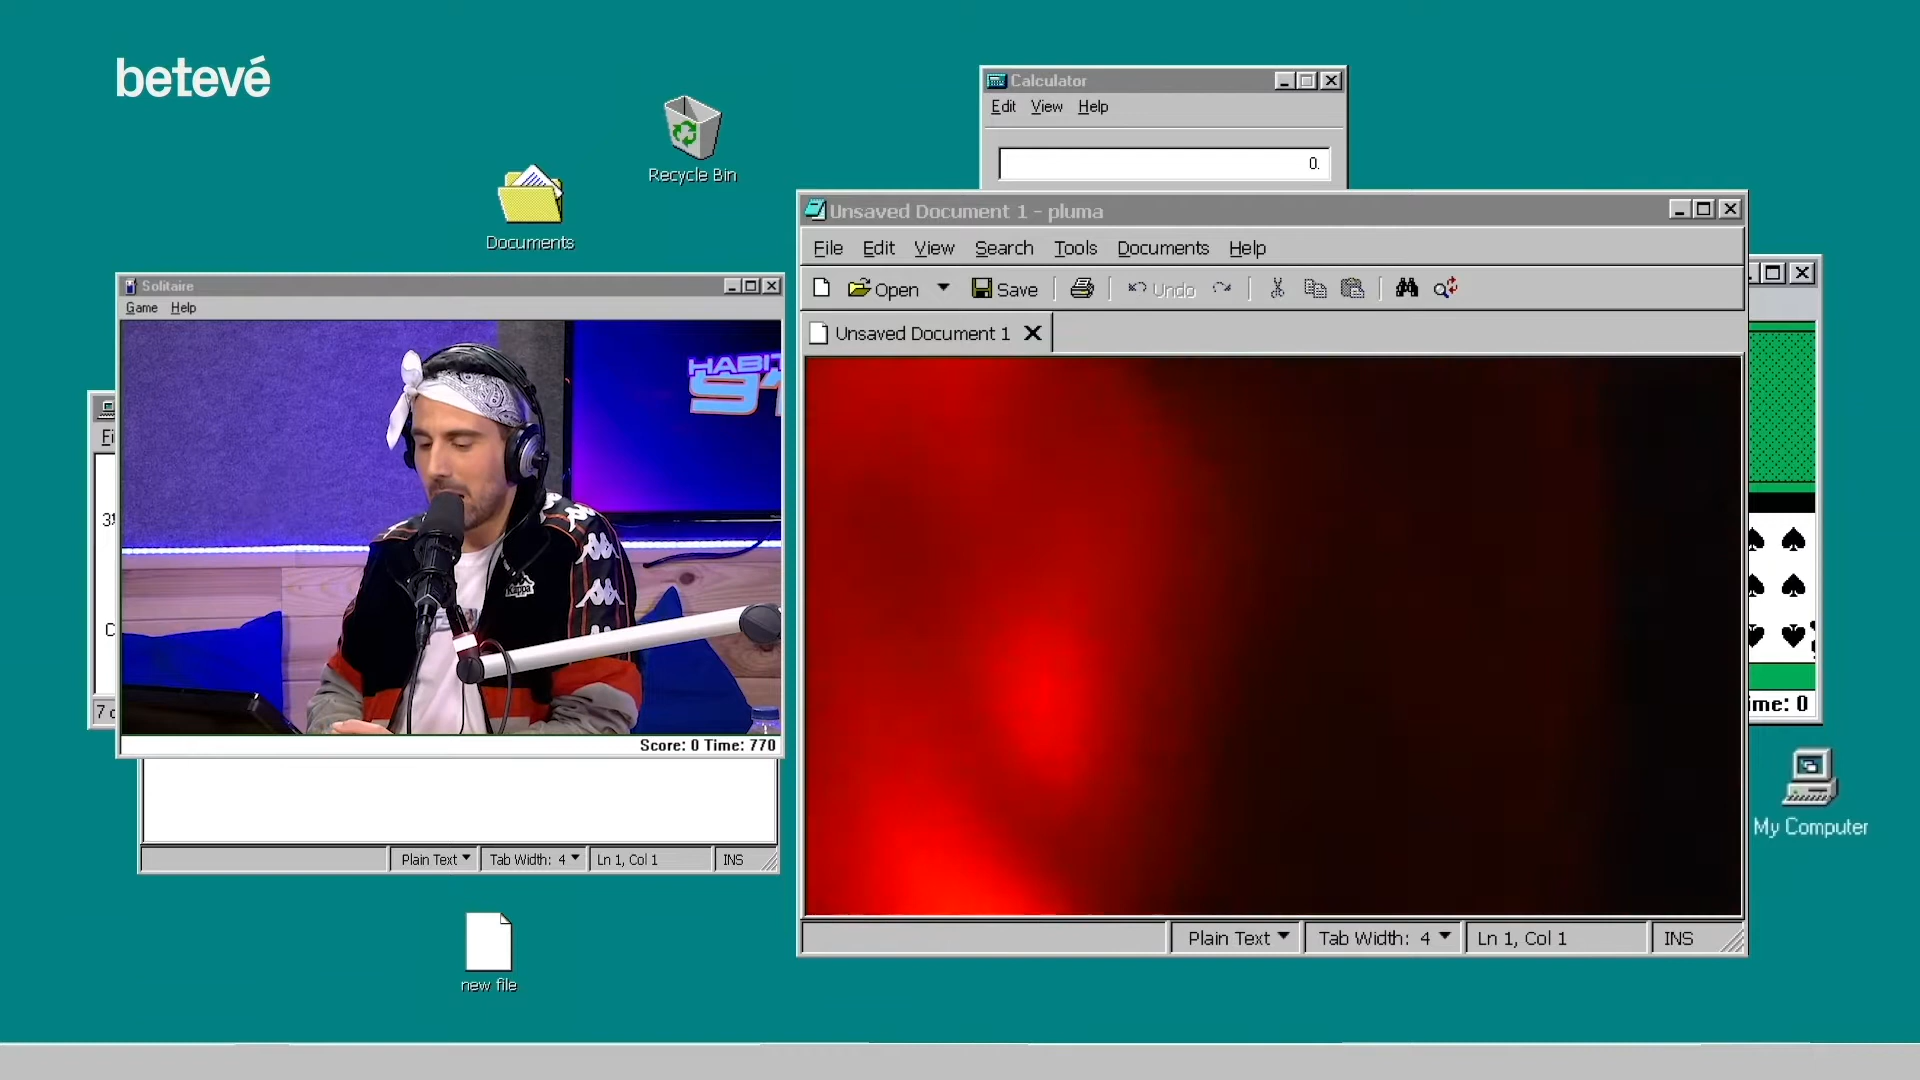 betevé
Recycle Bin
Documents
Calculator
Edit View Help
0.
Unsaved Document 1 - pluma
File Edit View Search Tools Documents Help
Open Save Undo
Unsaved Document 1
Solitaire
Game Help
HABIT
91
Kappa
Score: 0 Time: 770
Plain Text Tab Width: 4 Ln 1, Col 1 INS
Plain Text Tab Width: 4 Ln 1, Col 1 INS
ime: 0
My Computer
new file